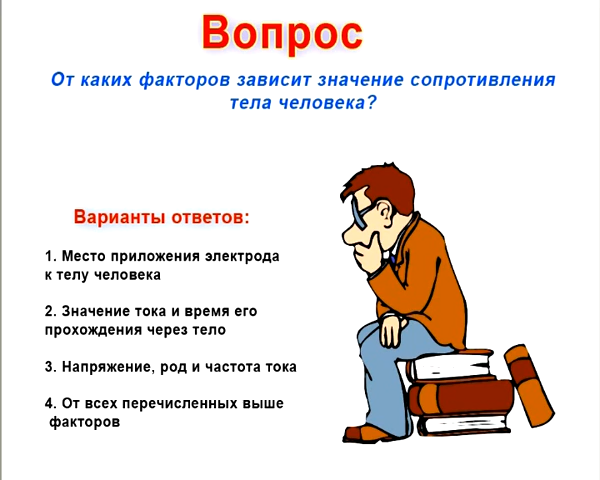 Вопрос
От каких факторов зависит значение сопротивления
тела человека?
Варианты ответов:
1. Место приложения электрода
к телу человека
2. Значение тока и время его
прохождения через тело
3. Напряжение, род и частота тока
4. От всех перечисленных выше
факторов